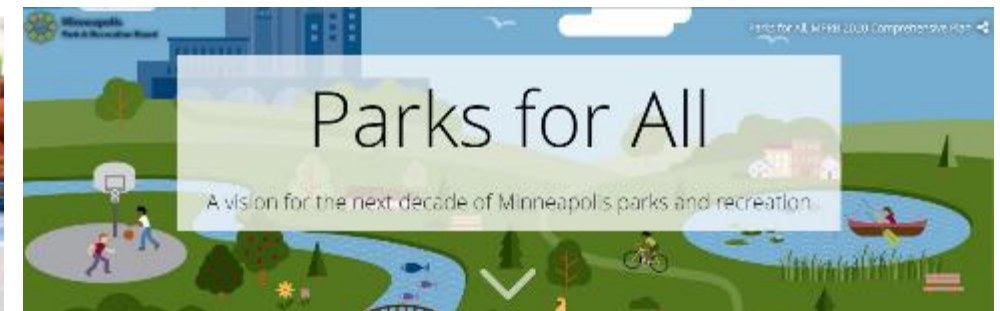 Minneapolis
Park & Recreation Board
Parks for All, MPRB 2020 Comprehensive Plan
Parks for All
A vision for the next decade of Minneapolis parks and recreation